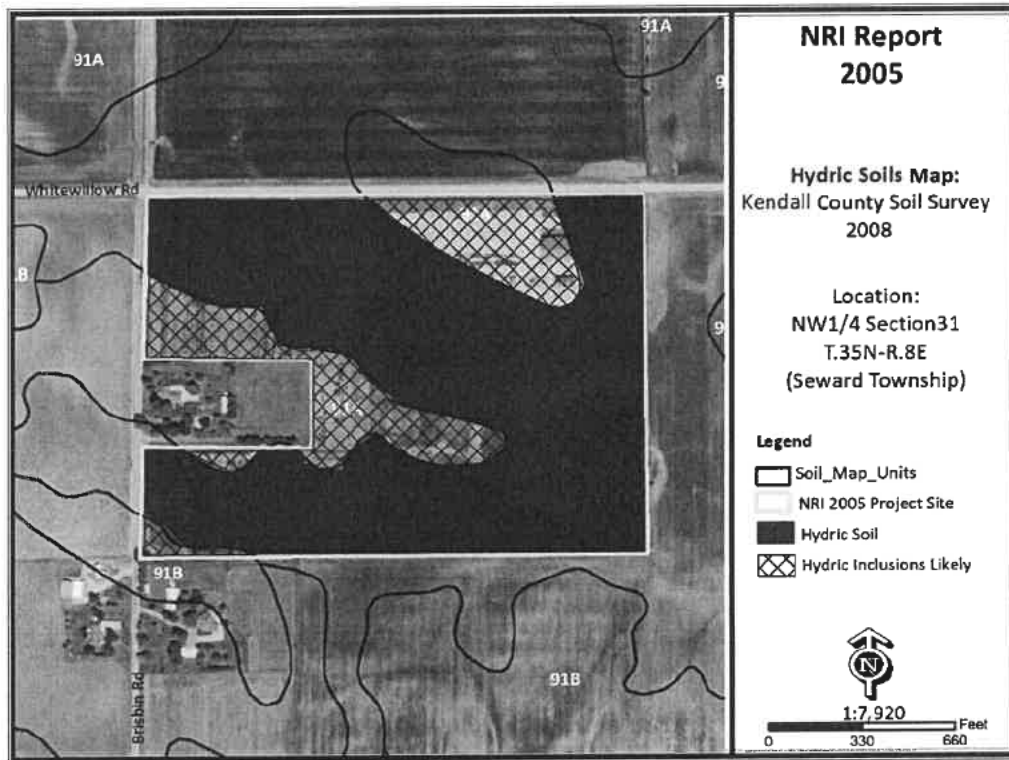 91A
91A
9
Whitewillow Rd
.B
9
91B
91B
Brisbin Rd
NRI Report
2005
Hydric Soils Map:
Kendall County Soil Survey
2008
Location:
NW1/4 Section31
T.35N-R.8E
(Seward Township)
Legend
Soil_Map_Units
NRI 2005 Project Site
Hydric Soil
Hydric Inclusions Likely
N
1:7,920
Feet
0 330 660